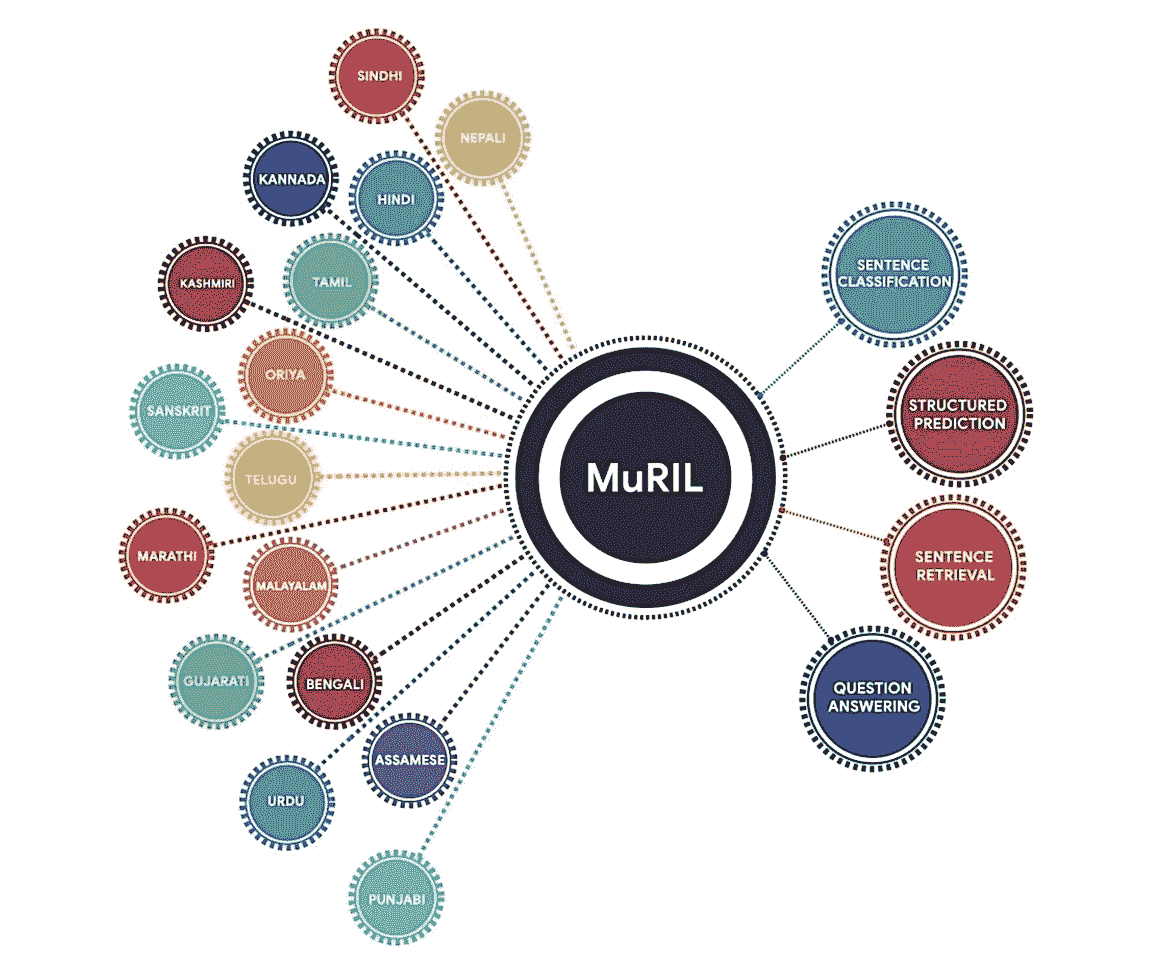 SINDHI
NEPALI
KANNADA
HINDI
KASHMIRI
TAMIL
ORIYA
SANSKRIT
TELUGU
MARATHI
MALAYALAM
GUJARATI
BENGALI
ASSAMESE
URDU
PUNJABI
MuRIL
SENTENCE
CLASSIFICATION
STRUCTURED
PREDICTION
SENTENCE
RETRIEVAL
QUESTION
ANSWERING